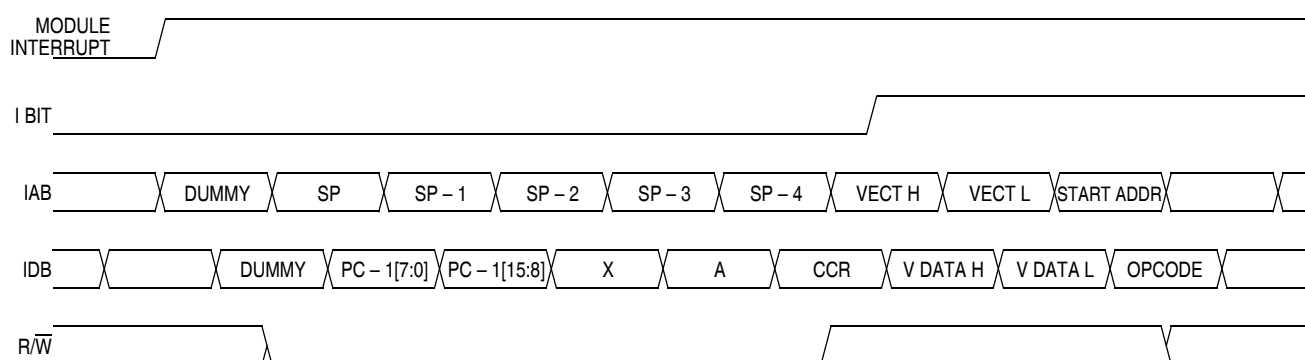 MODULE
INTERRUPT
I BIT
IAB DUMMY SP SP – 1 SP – 2 SP – 3 SP – 4 VECT H VECT L START ADDR
IDB DUMMY PC – 1[7:0] PC – 1[15:8] X A CCR V DATA H V DATA L OPCODE
R/W̅